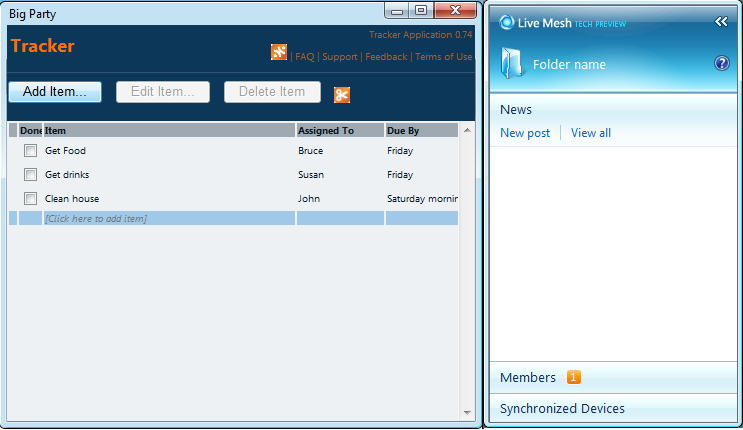 Big Party
Tracker
Tracker Application 0.74
| FAQ | Support | Feedback | Terms of Use
Add Item... Edit Item... Delete Item
Done Item Assigned To Due By
Get Food Bruce Friday
Get drinks Susan Friday
Clean house John Saturday mornin
[Click here to add item]
Live Mesh TECH PREVIEW
Folder name
News
New post View all
Members 1
Synchronized Devices